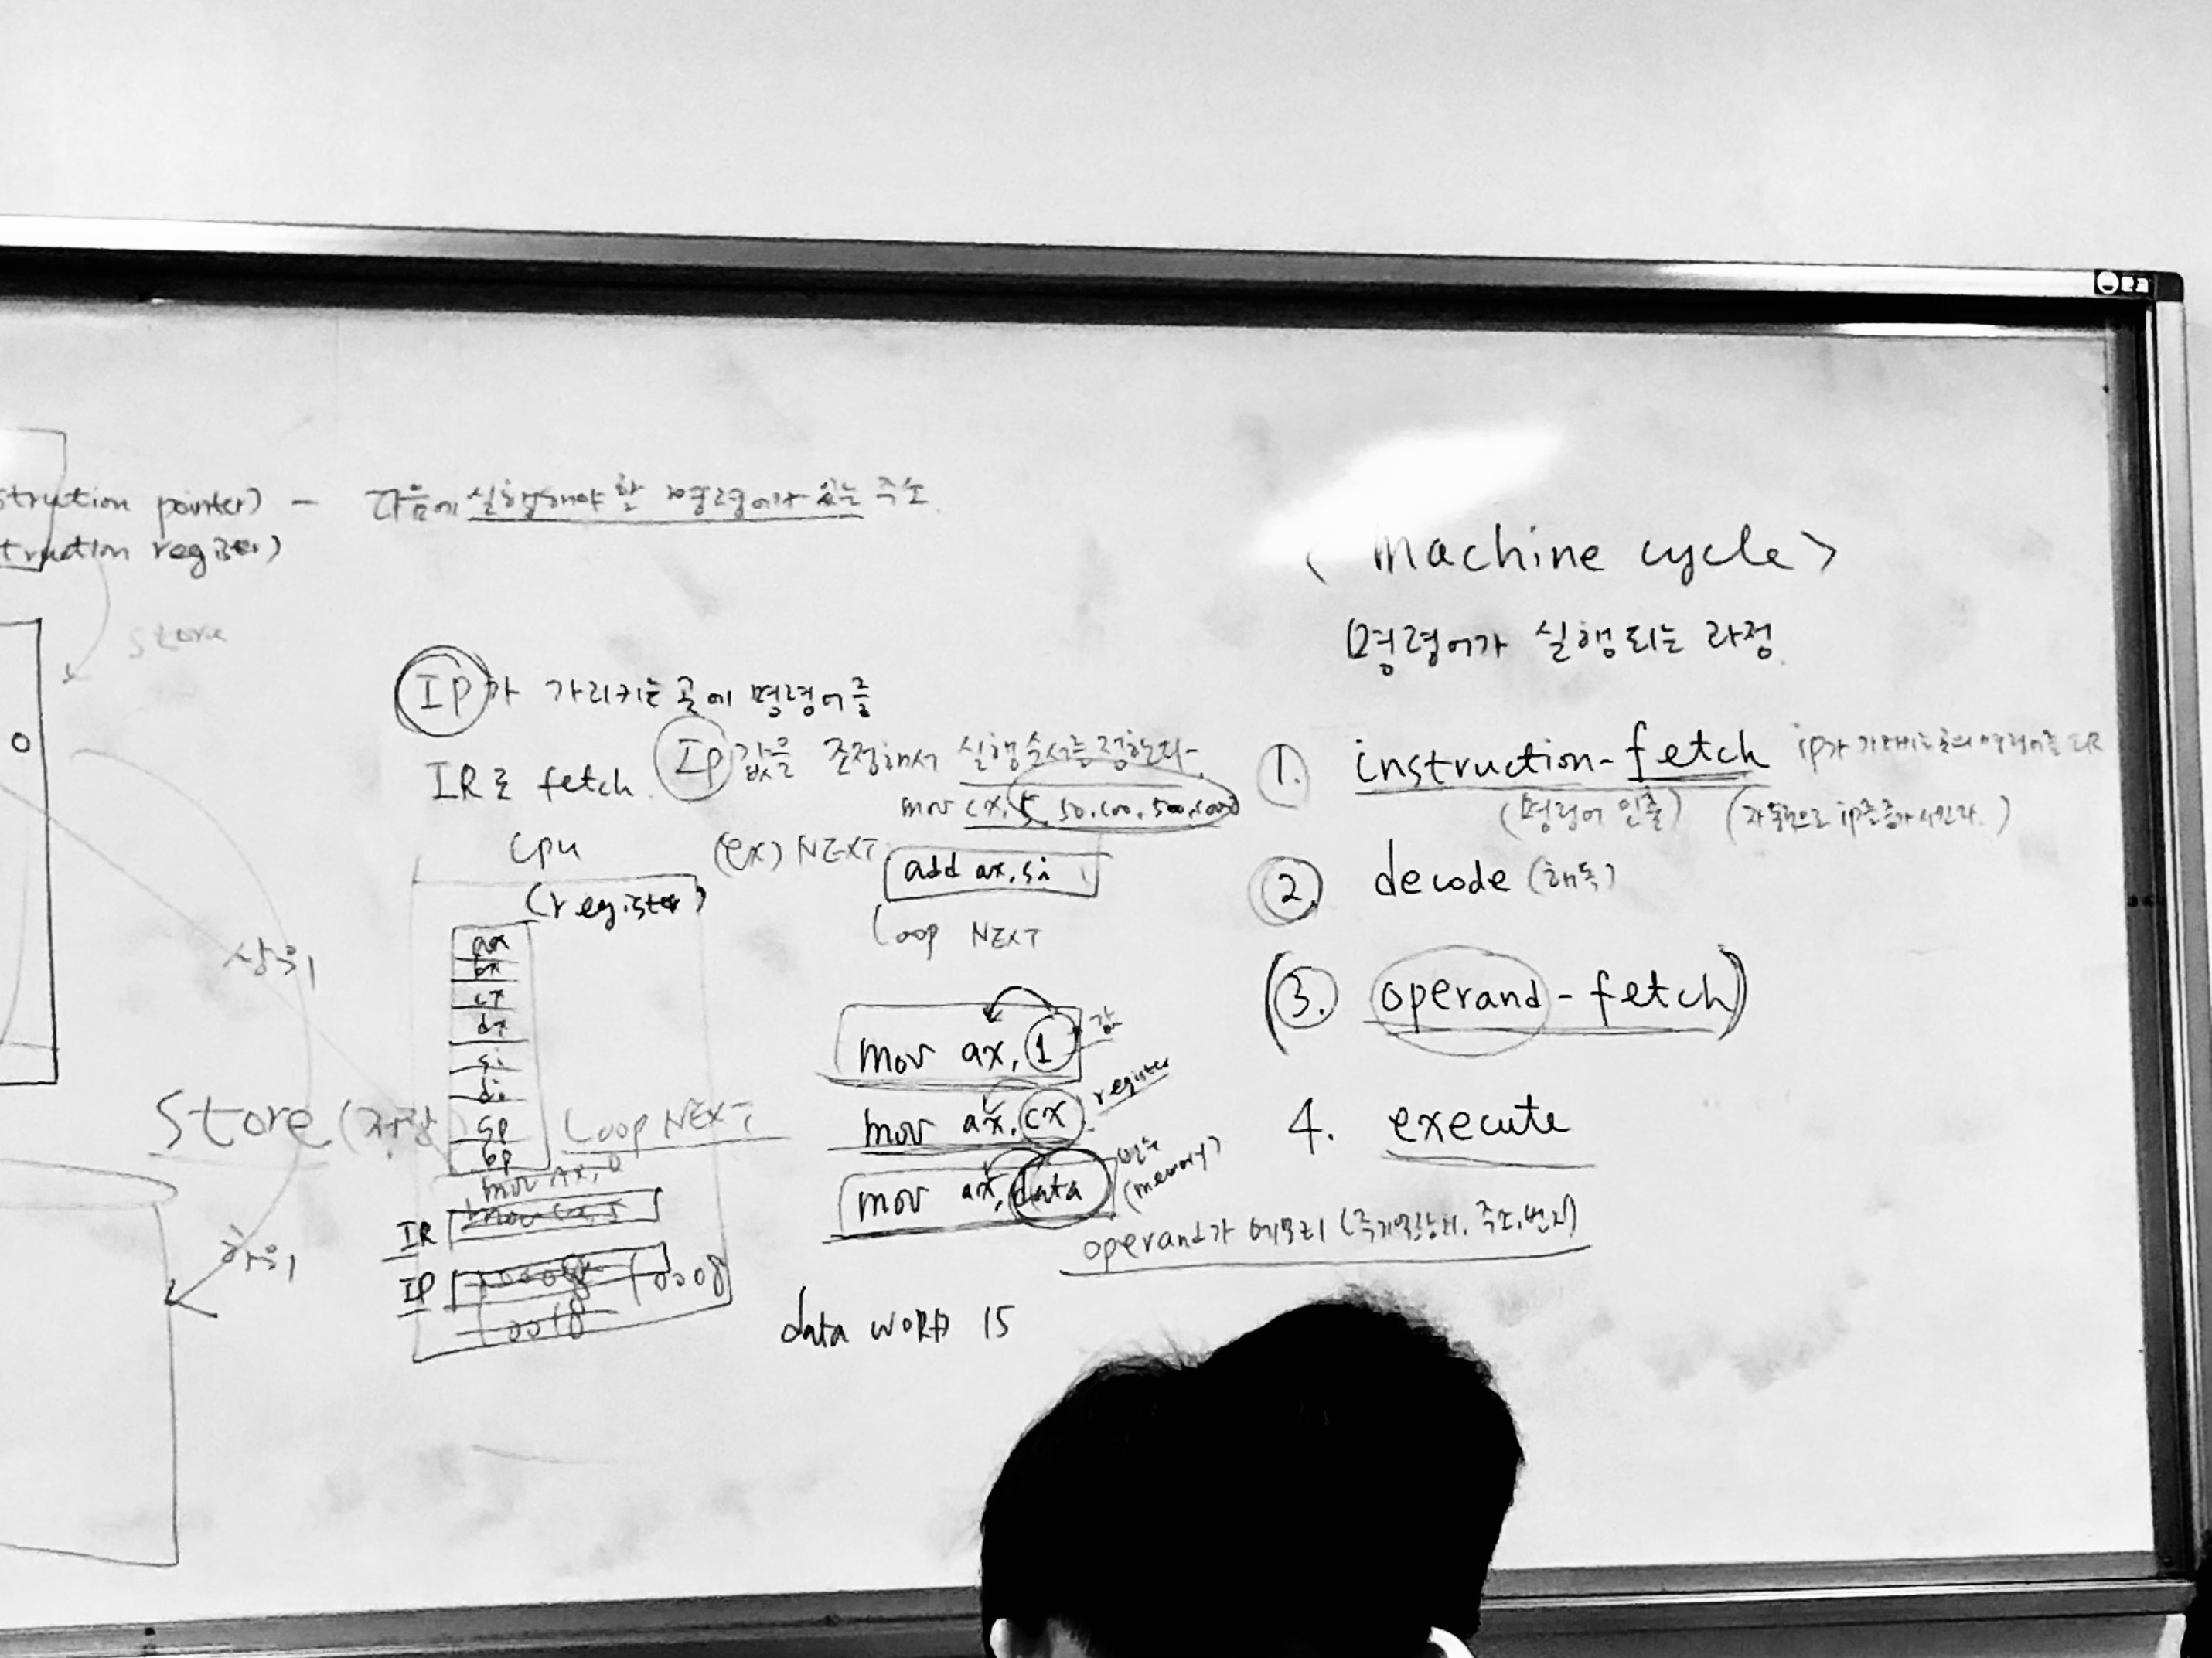 struction pointer) - 다음에 실행해야 할 명령어가 있는 주소
truction register)
store
IP가 가리키는 곳에 명령어를
IR로 fetch.
IP값을 조정해서 실행순서를 정한다.
mov cx, 5, 50, 100, 500, 1000
(ex) NEXT:
add ax, si
loop NEXT
cpu
(register)
ax
bx
cx
dx
si
di
sp
bp
mov ax, 0
mov cx, 5
IR
IP
10008
10018
상위
store (저장
하위
loop NEXT
mov ax, 1 값
mov ax, cx register
mov ax, data 변수
(memory)
operand가 메모리 (주기억장치, 주소, 번지)
data WORD 15
< machine cycle >
명령어가 실행되는 과정.
1. instruction-fetch ip가 가리키는 곳의 명령어를 IR
(명령어 인출) (자동으로 ip를 증가시킨다.)
2. decode (해독)
(3. operand-fetch)
4. execute